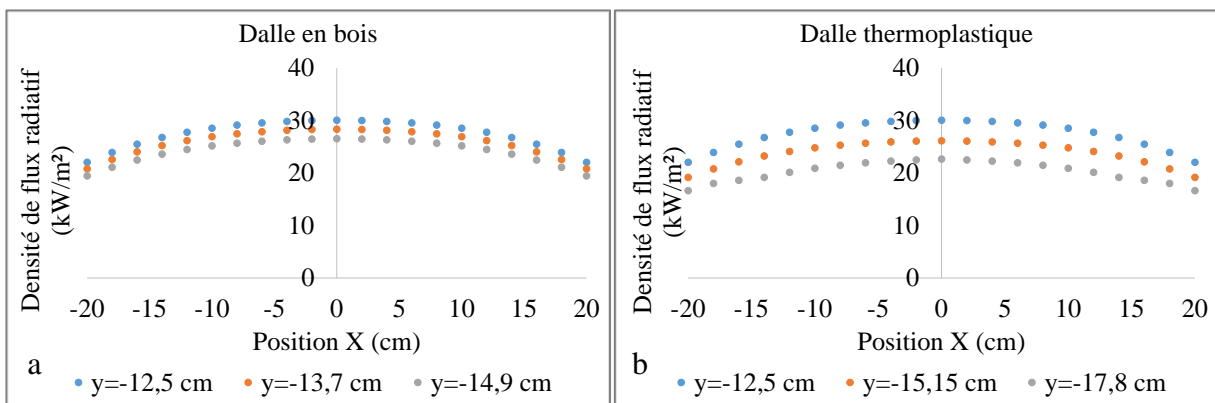 Dalle en bois
Densité de flux radiatif
(kW/m²)
40
30
20
10
0
-20 -15 -10 -5 0 5 10 15 20
Position X (cm)
a
y=-12,5 cm y=-13,7 cm y=-14,9 cm
Dalle thermoplastique
Densité de flux radiatif
(kW/m²)
40
30
20
10
0
-20 -15 -10 -5 0 5 10 15 20
Position X (cm)
b
y=-12,5 cm y=-15,15 cm y=-17,8 cm